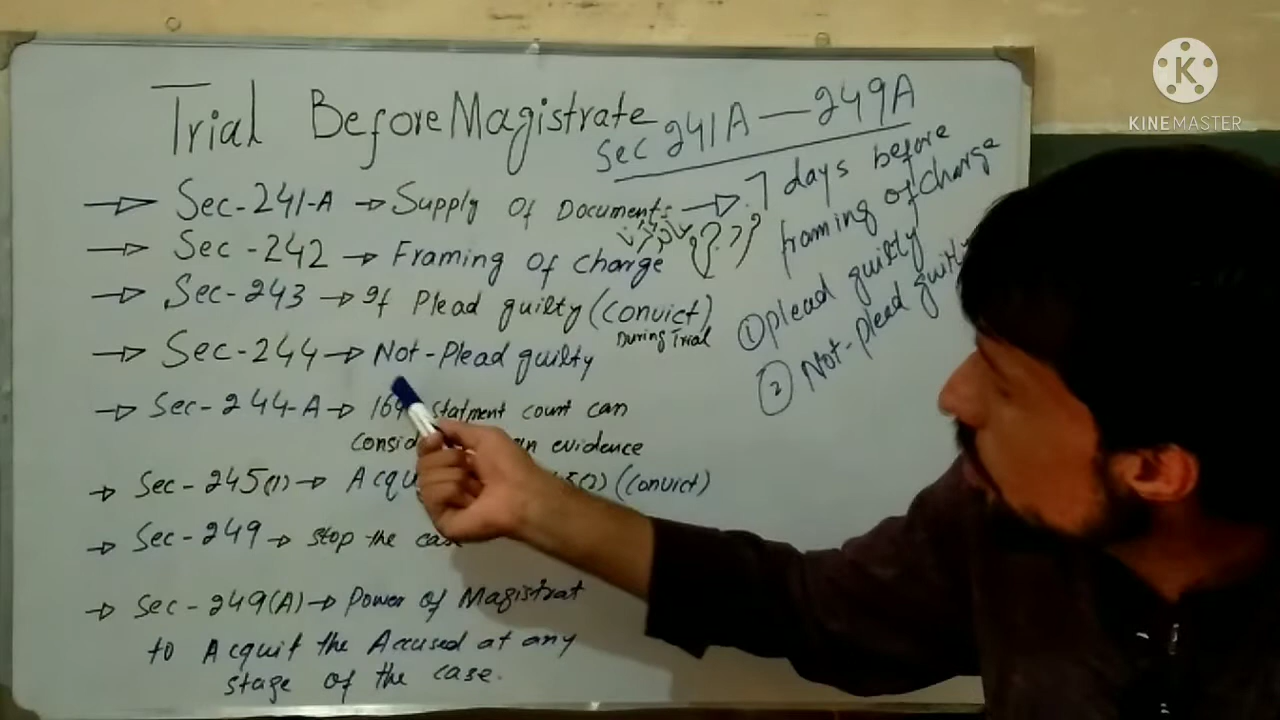 Trial Before Magistrate
Sec 241A — 249A
→ Sec-241-A → Supply of Documents → 7 days before
framing of charge
→ Sec-242 → Framing of charge
→ Sec-243 → If Plead guilty (convict)
During Trial
① plead guilty
② Not-Plead guilty
→ Sec-244 → Not-Plead guilty
→ Sec-244-A → 164 statment count can
an evidence
→ Sec-245(1) → (convict)
→ Sec-249 → Stop the case
→ Sec-249(A) → Power of Magistrat
to Acquit the Accused at any
stage of the case.
K
KINEMASTER